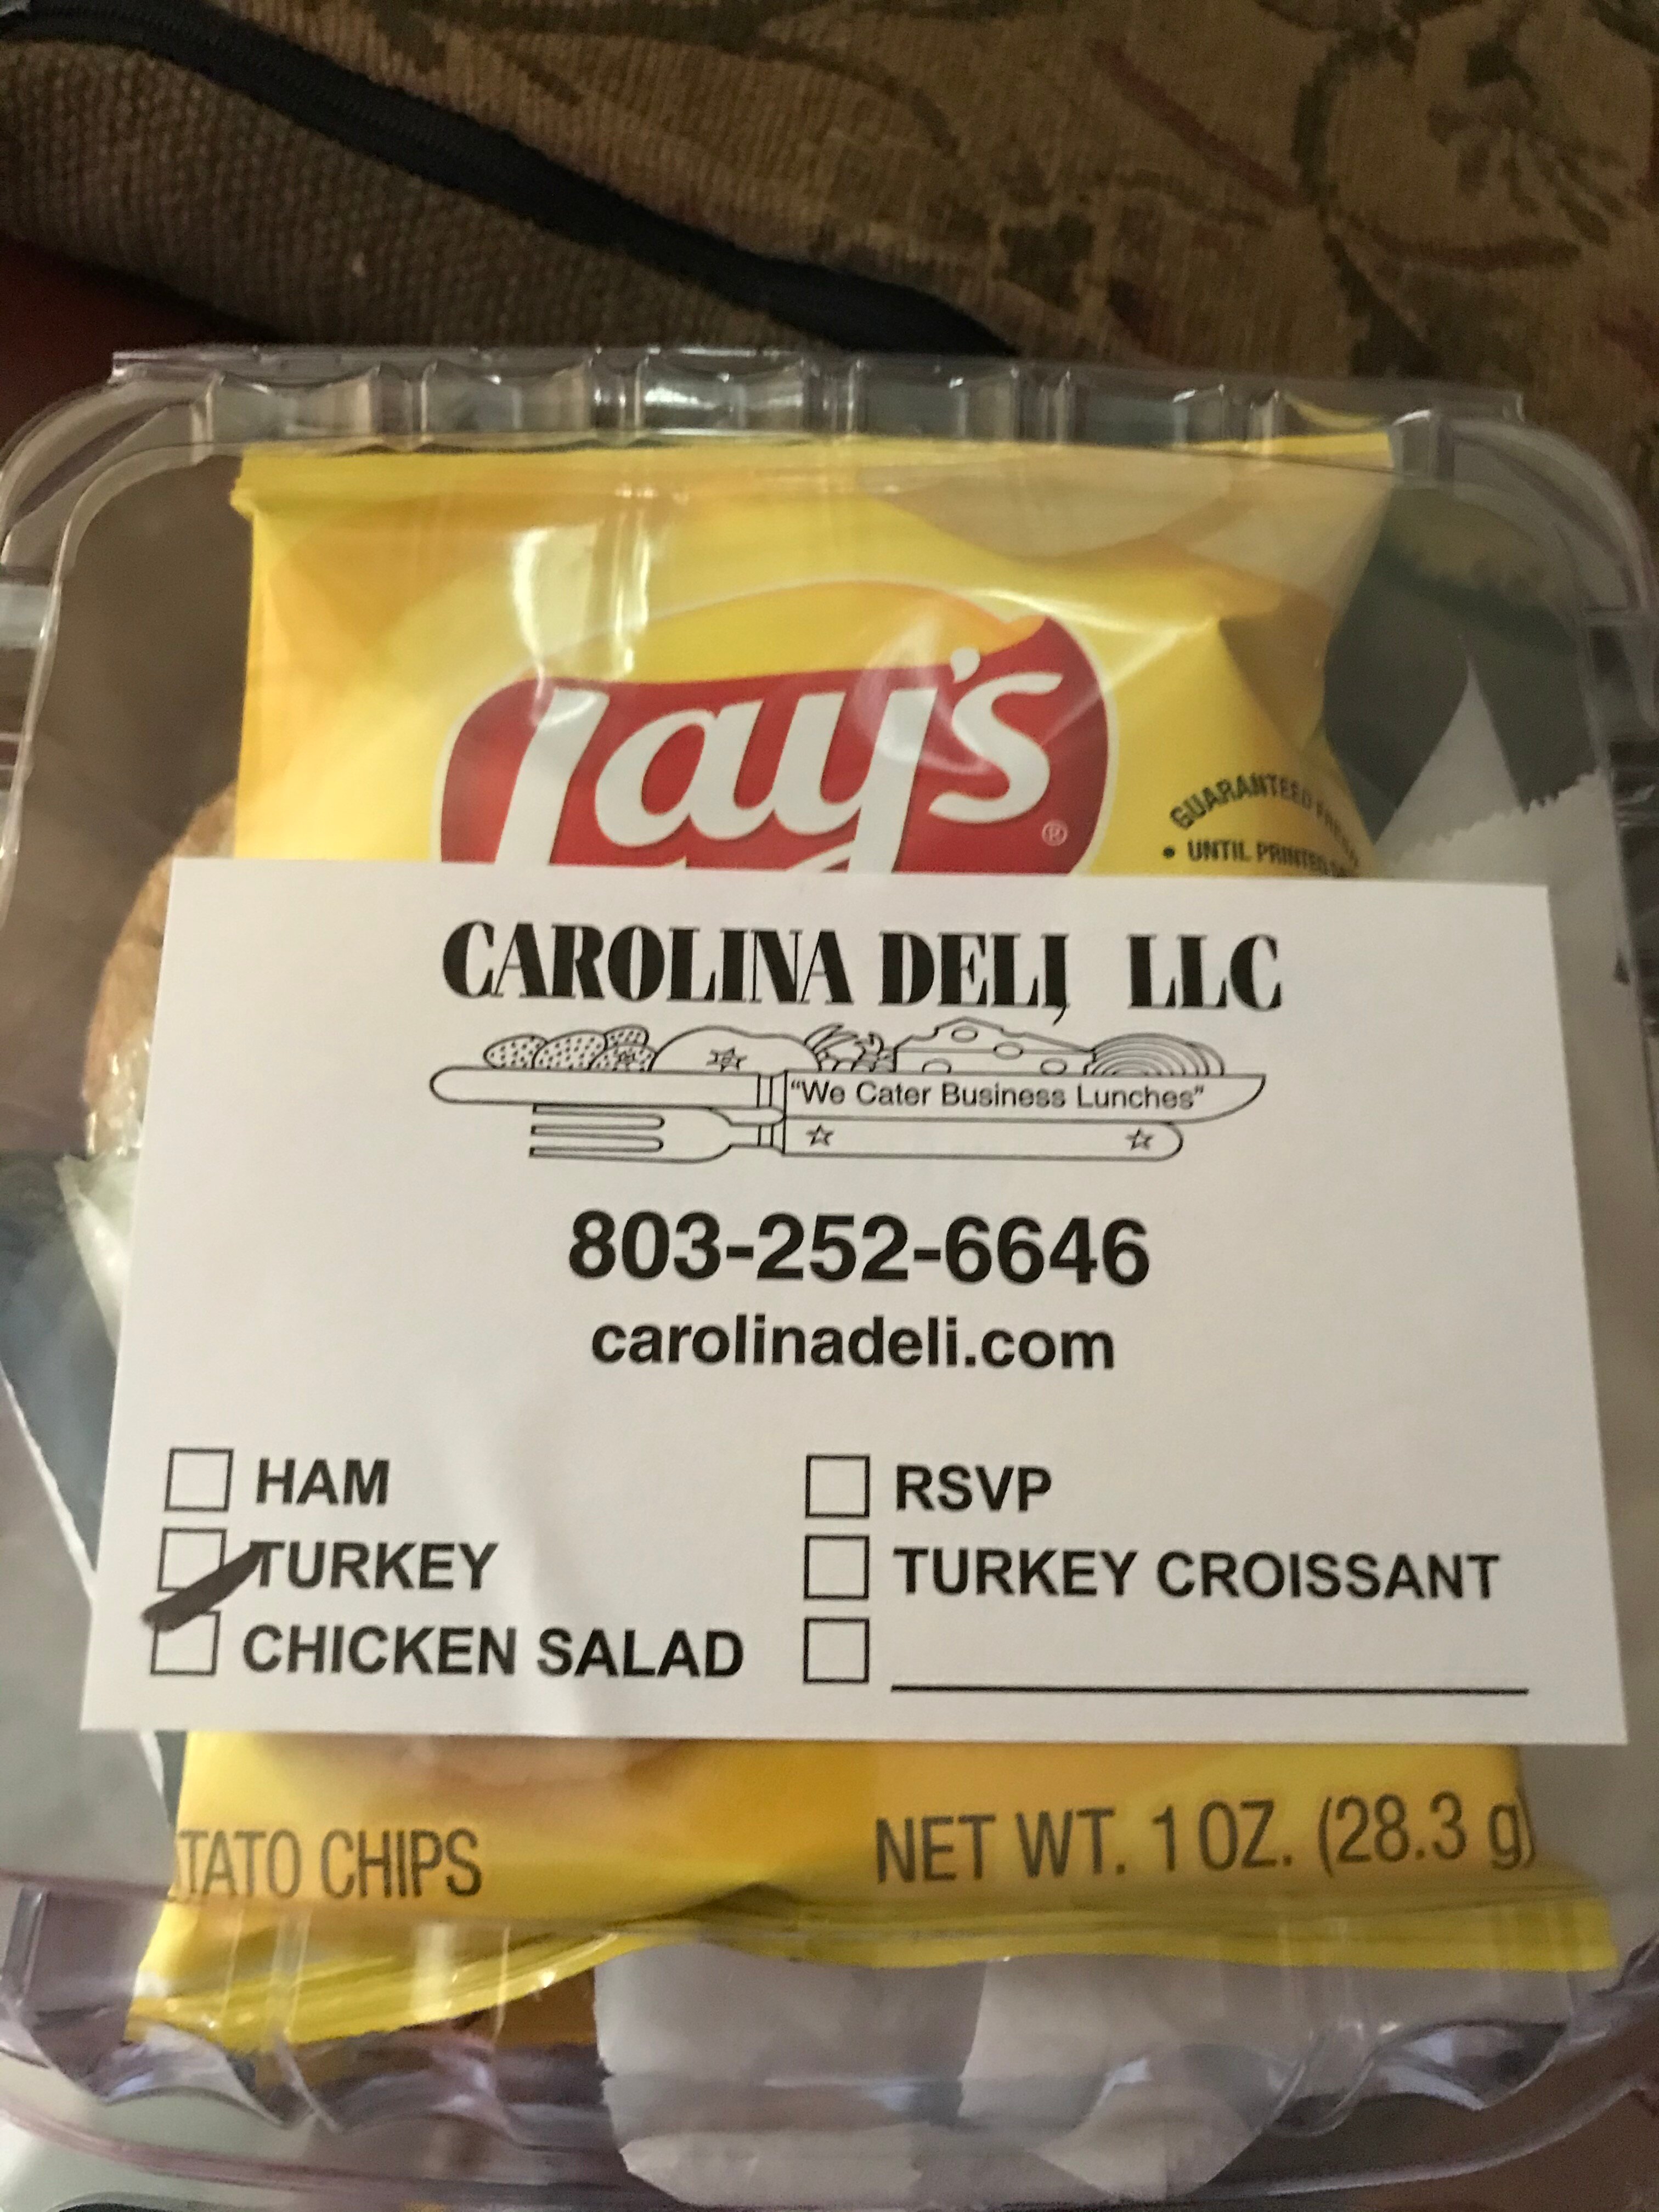 Lay's
GUARANTEED FRESH
• UNTIL PRINTED
CAROLINA DELI, LLC
"We Cater Business Lunches"
803-252-6646
carolinadeli.com
HAM
TURKEY
CHICKEN SALAD
RSVP
TURKEY CROISSANT
TATO CHIPS
NET WT. 1 OZ. (28.3 g)